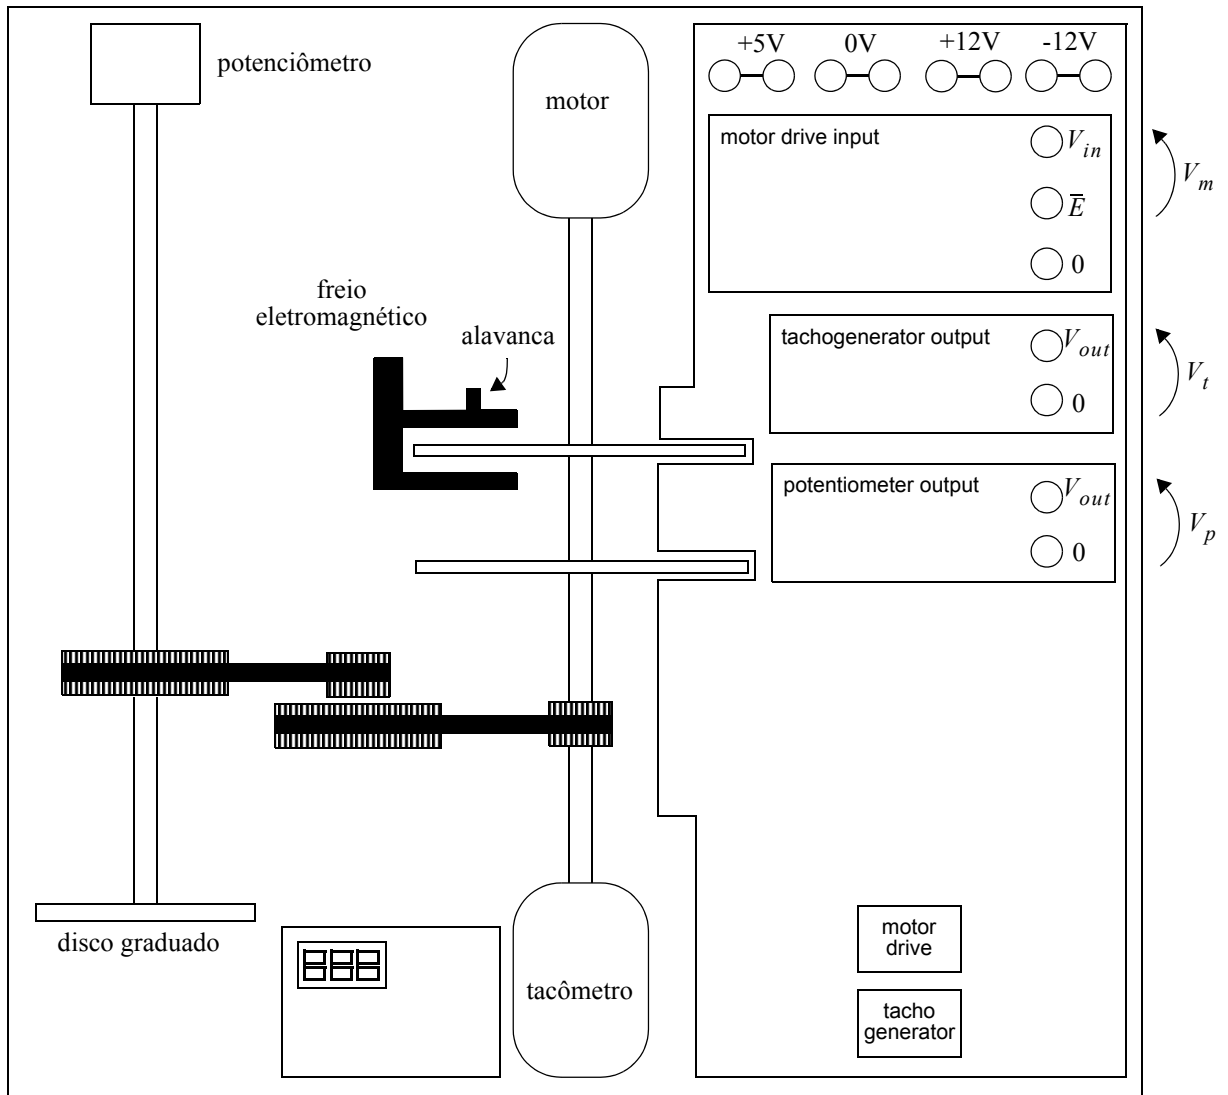 potenciômetro
motor
+5V 0V +12V -12V
motor drive input
V_in
E̅
0
V_m
freio
eletromagnético
alavanca
tachogenerator output
V_out
0
V_t
potentiometer output
V_out
0
V_p
disco graduado
888
tacômetro
motor
drive
tacho
generator